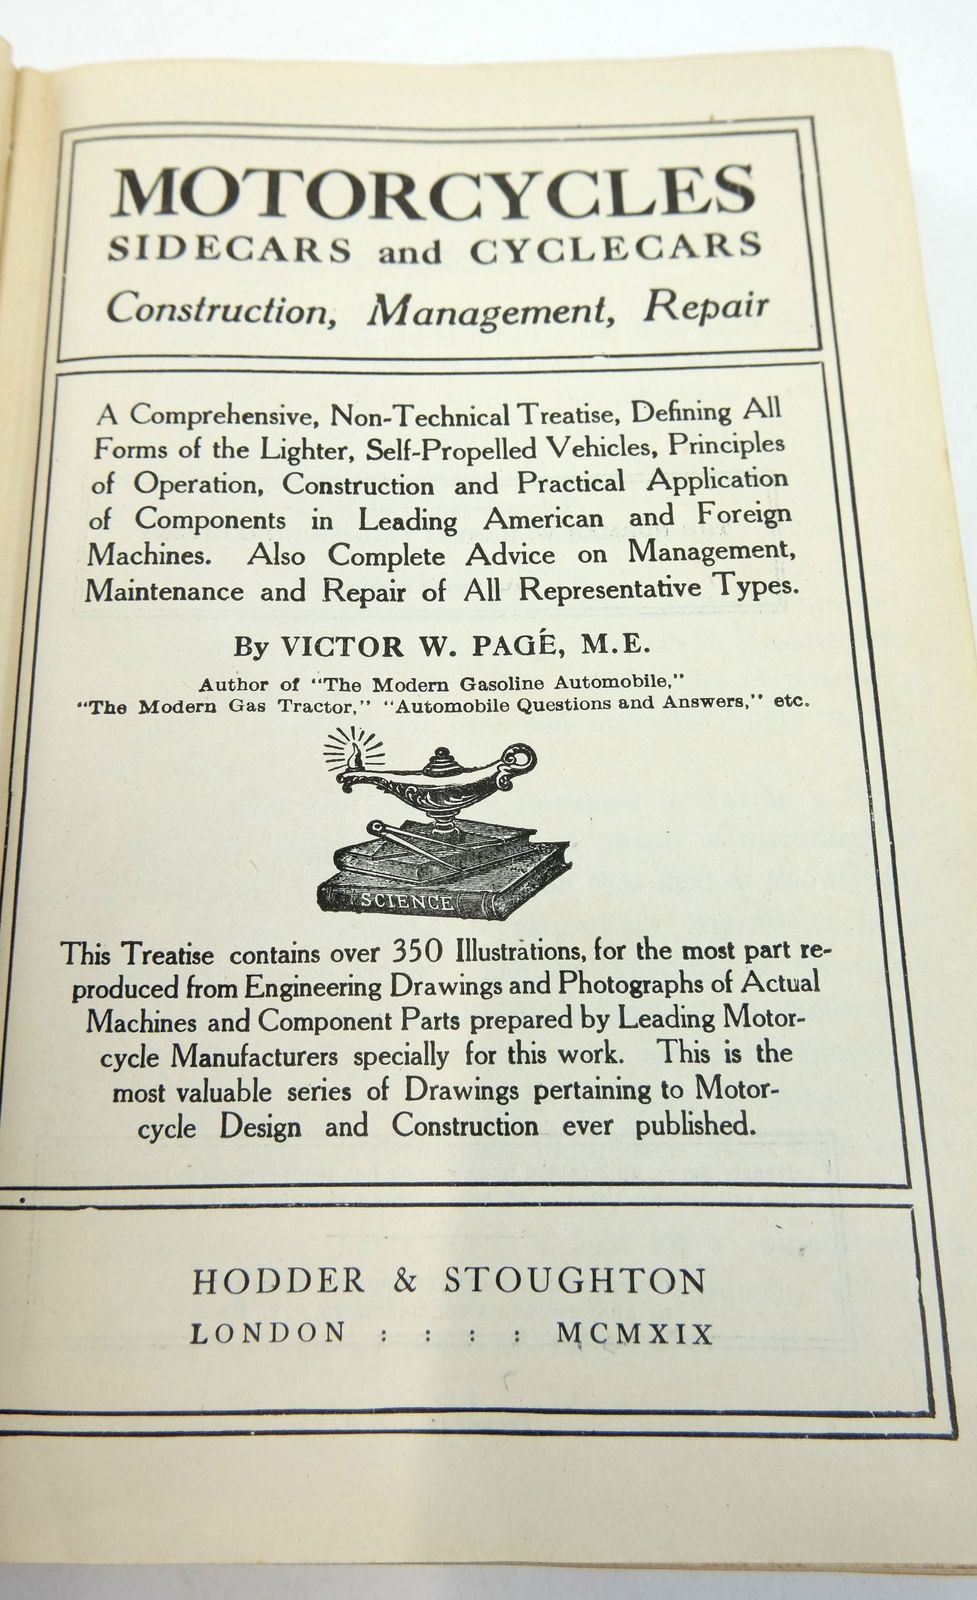 MOTORCYCLES
SIDECARS and CYCLECARS
Construction, Management, Repair
A Comprehensive, Non-Technical Treatise, Defining All
Forms of the Lighter, Self-Propelled Vehicles, Principles
of Operation, Construction and Practical Application
of Components in Leading American and Foreign
Machines. Also Complete Advice on Management,
Maintenance and Repair of All Representative Types.
By VICTOR W. PAGÉ, M.E.
Author of "The Modern Gasoline Automobile,"
"The Modern Gas Tractor," "Automobile Questions and Answers," etc.
SCIENCE
This Treatise contains over 350 Illustrations, for the most part re-
produced from Engineering Drawings and Photographs of Actual
Machines and Component Parts prepared by Leading Motor-
cycle Manufacturers specially for this work. This is the
most valuable series of Drawings pertaining to Motor-
cycle Design and Construction ever published.
HODDER & STOUGHTON
LONDON : : : : MCMXIX